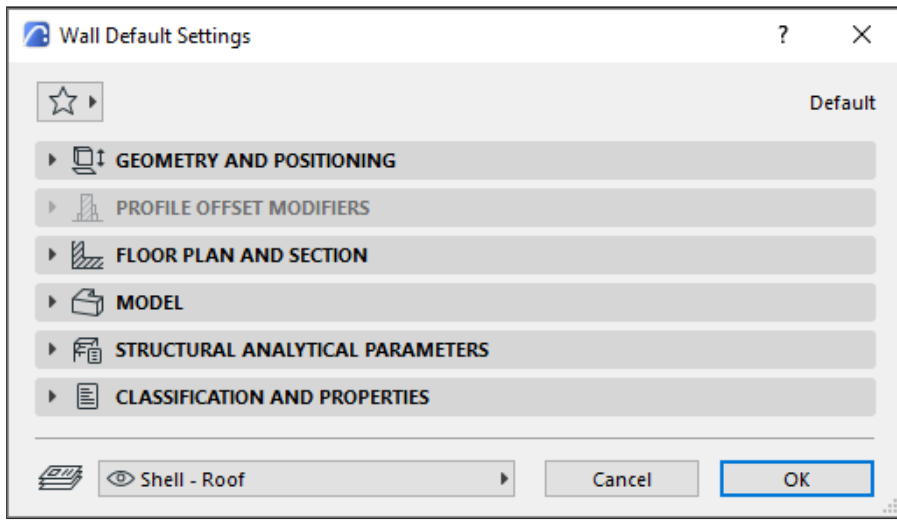 Wall Default Settings ?
Default
GEOMETRY AND POSITIONING
PROFILE OFFSET MODIFIERS
FLOOR PLAN AND SECTION
MODEL
STRUCTURAL ANALYTICAL PARAMETERS
CLASSIFICATION AND PROPERTIES
Shell - Roof Cancel OK